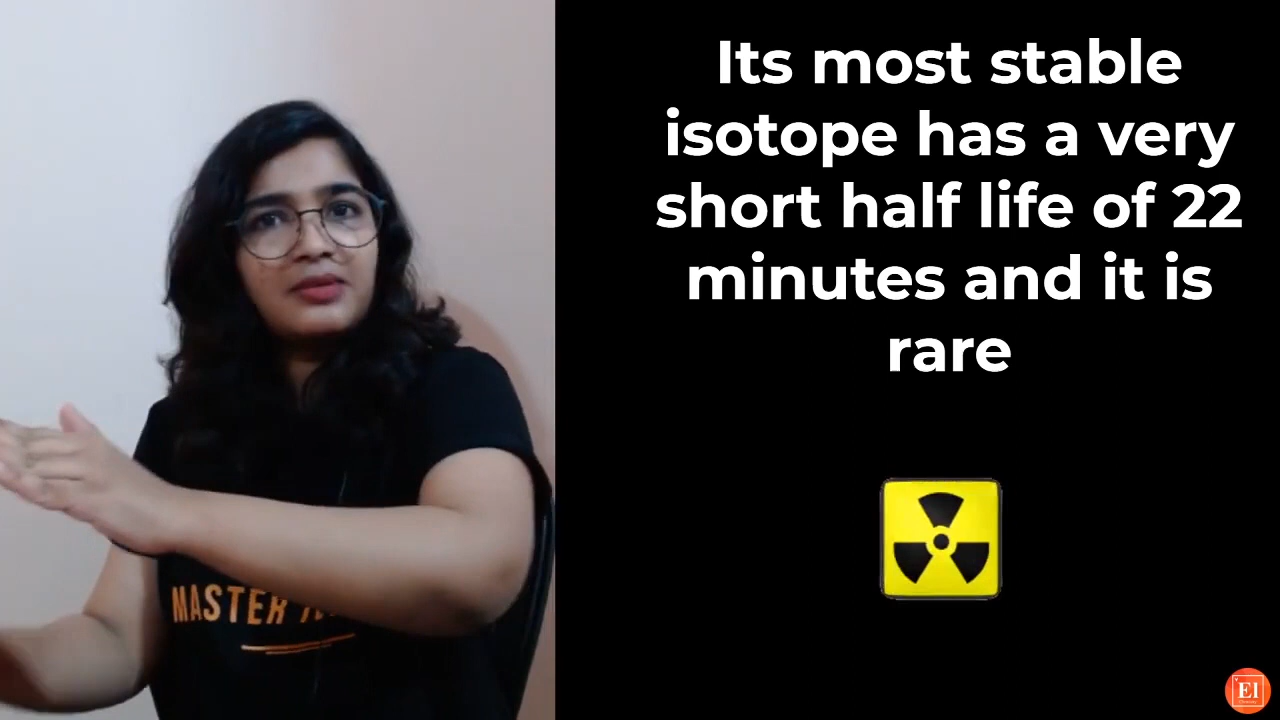 Its most stable
isotope has a very
short half life of 22
minutes and it is
rare
MASTER
El